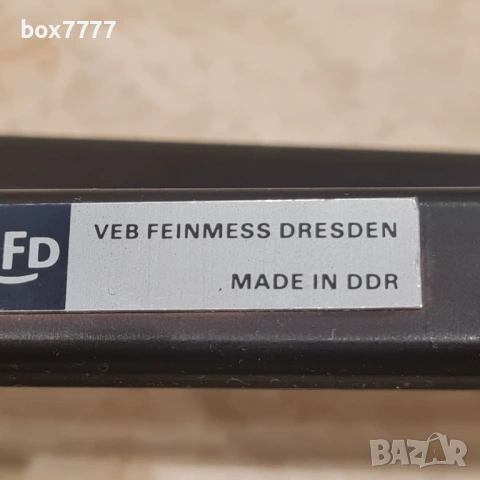 box7777
FD
VEB FEINMESS DRESDEN
MADE IN DDR
BAZAR